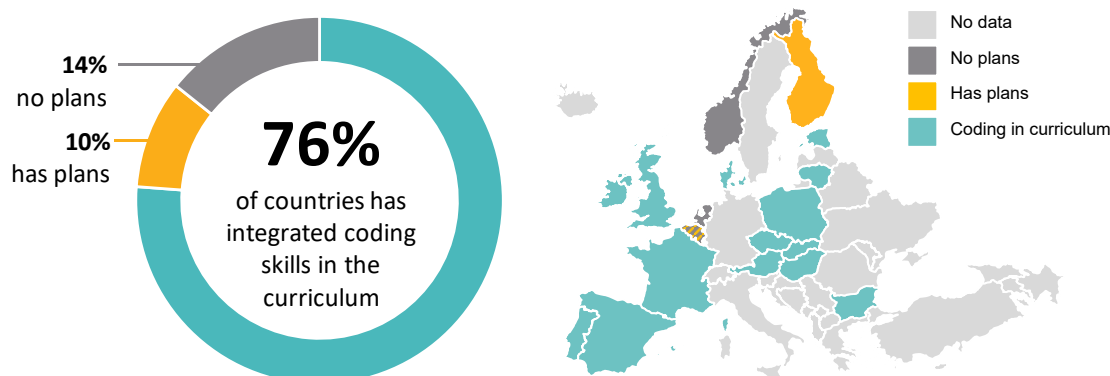 14%
no plans
10%
has plans
76%
of countries has
integrated coding
skills in the
curriculum
No data
No plans
Has plans
Coding in curriculum